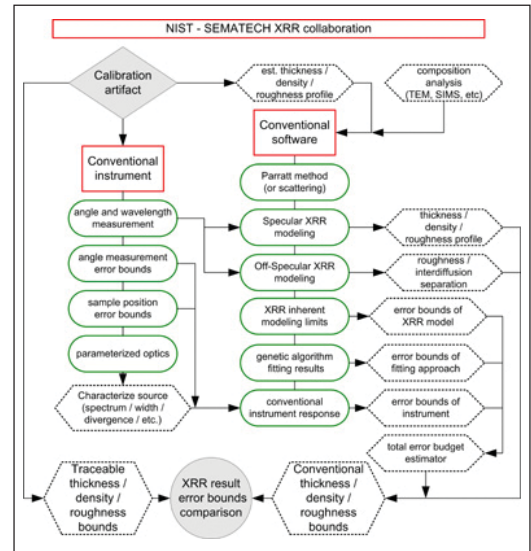 NIST - SEMATECH XRR collaboration
Calibration
artifact
est. thickness /
density /
roughness profile
composition
analysis
(TEM, SIMS, etc)
Conventional
instrument
Conventional
software
Parratt method
(or scattering)
angle and wavelength
measurement
Specular XRR
modeling
thickness /
density /
roughness profile
angle measurement
error bounds
Off-Specular XRR
modeling
roughness /
interdiffusion
separation
sample position
error bounds
XRR inherent
modeling limits
error bounds of
XRR model
parameterized optics
genetic algorithm
fitting results
error bounds of
fitting approach
Characterize source
(spectrum / width /
divergence / etc.)
conventional
instrument response
error bounds of
instrument
total error budget
estimator
Traceable
thickness /
density /
roughness
bounds
XRR result
error bounds
comparison
Conventional
thickness /
density /
roughness
bounds